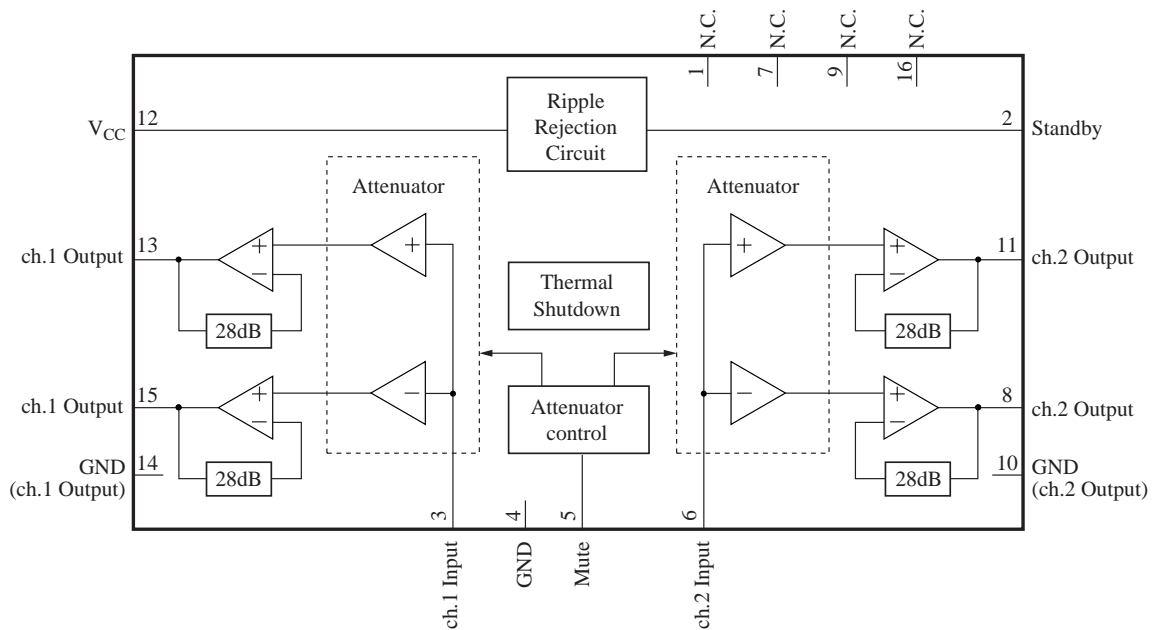 N.C.
N.C.
N.C.
N.C.
1
7
9
16
VCC
12
Ripple
Rejection
Circuit
2
Standby
Attenuator
Attenuator
ch.1 Output
13
+
−
+
28dB
Thermal
Shutdown
+
+
−
28dB
11
ch.2 Output
ch.1 Output
15
+
−
−
28dB
Attenuator
control
−
+
−
28dB
8
ch.2 Output
GND
(ch.1 Output)
14
10
GND
(ch.2 Output)
3
4
5
6
ch.1 Input
GND
Mute
ch.2 Input